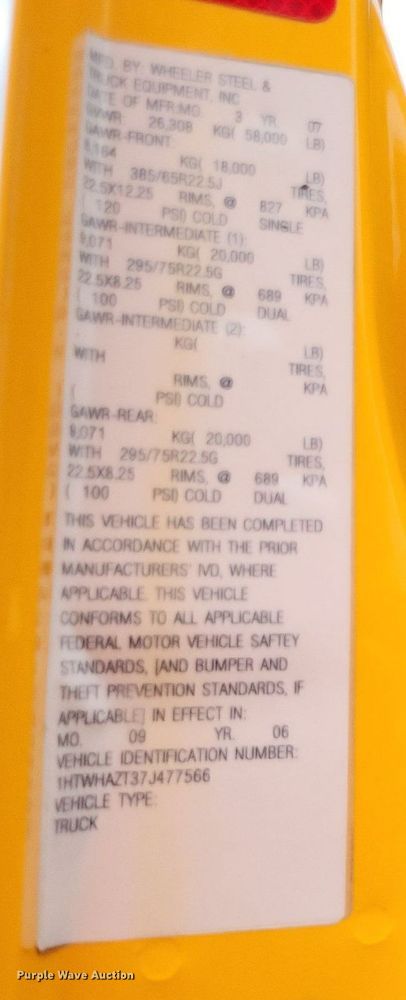 MFD. BY: WHEELER STEEL &
TRUCK EQUIPMENT, INC
DATE OF MFR:MO. 3 YR. 07
GVWR: 26,308 KG( 58,000 LB)
GAWR-FRONT:
8,164 KG( 18,000 LB)
WITH 385/65R22.5J TIRES,
22.5X12.25 RIMS, @ 827 KPA
( 120 PSI) COLD SINGLE
GAWR-INTERMEDIATE (1):
9,071 KG( 20,000 LB)
WITH 295/75R22.5G TIRES,
22.5X8.25 RIMS, @ 689 KPA
( 100 PSI) COLD DUAL
GAWR-INTERMEDIATE (2):
KG( LB)
WITH TIRES,
RIMS, @ KPA
( PSI) COLD
GAWR-REAR:
9,071 KG( 20,000 LB)
WITH 295/75R22.5G TIRES,
22.5X8.25 RIMS, @ 689 KPA
( 100 PSI) COLD DUAL
THIS VEHICLE HAS BEEN COMPLETED
IN ACCORDANCE WITH THE PRIOR
MANUFACTURERS' IVD, WHERE
APPLICABLE. THIS VEHICLE
CONFORMS TO ALL APPLICABLE
FEDERAL MOTOR VEHICLE SAFTEY
STANDARDS, [AND BUMPER AND
THEFT PREVENTION STANDARDS, IF
APPLICABLE] IN EFFECT IN:
MO. 09 YR. 06
VEHICLE IDENTIFICATION NUMBER:
1HTWHAZT37J477566
VEHICLE TYPE:
TRUCK
Purple Wave Auction